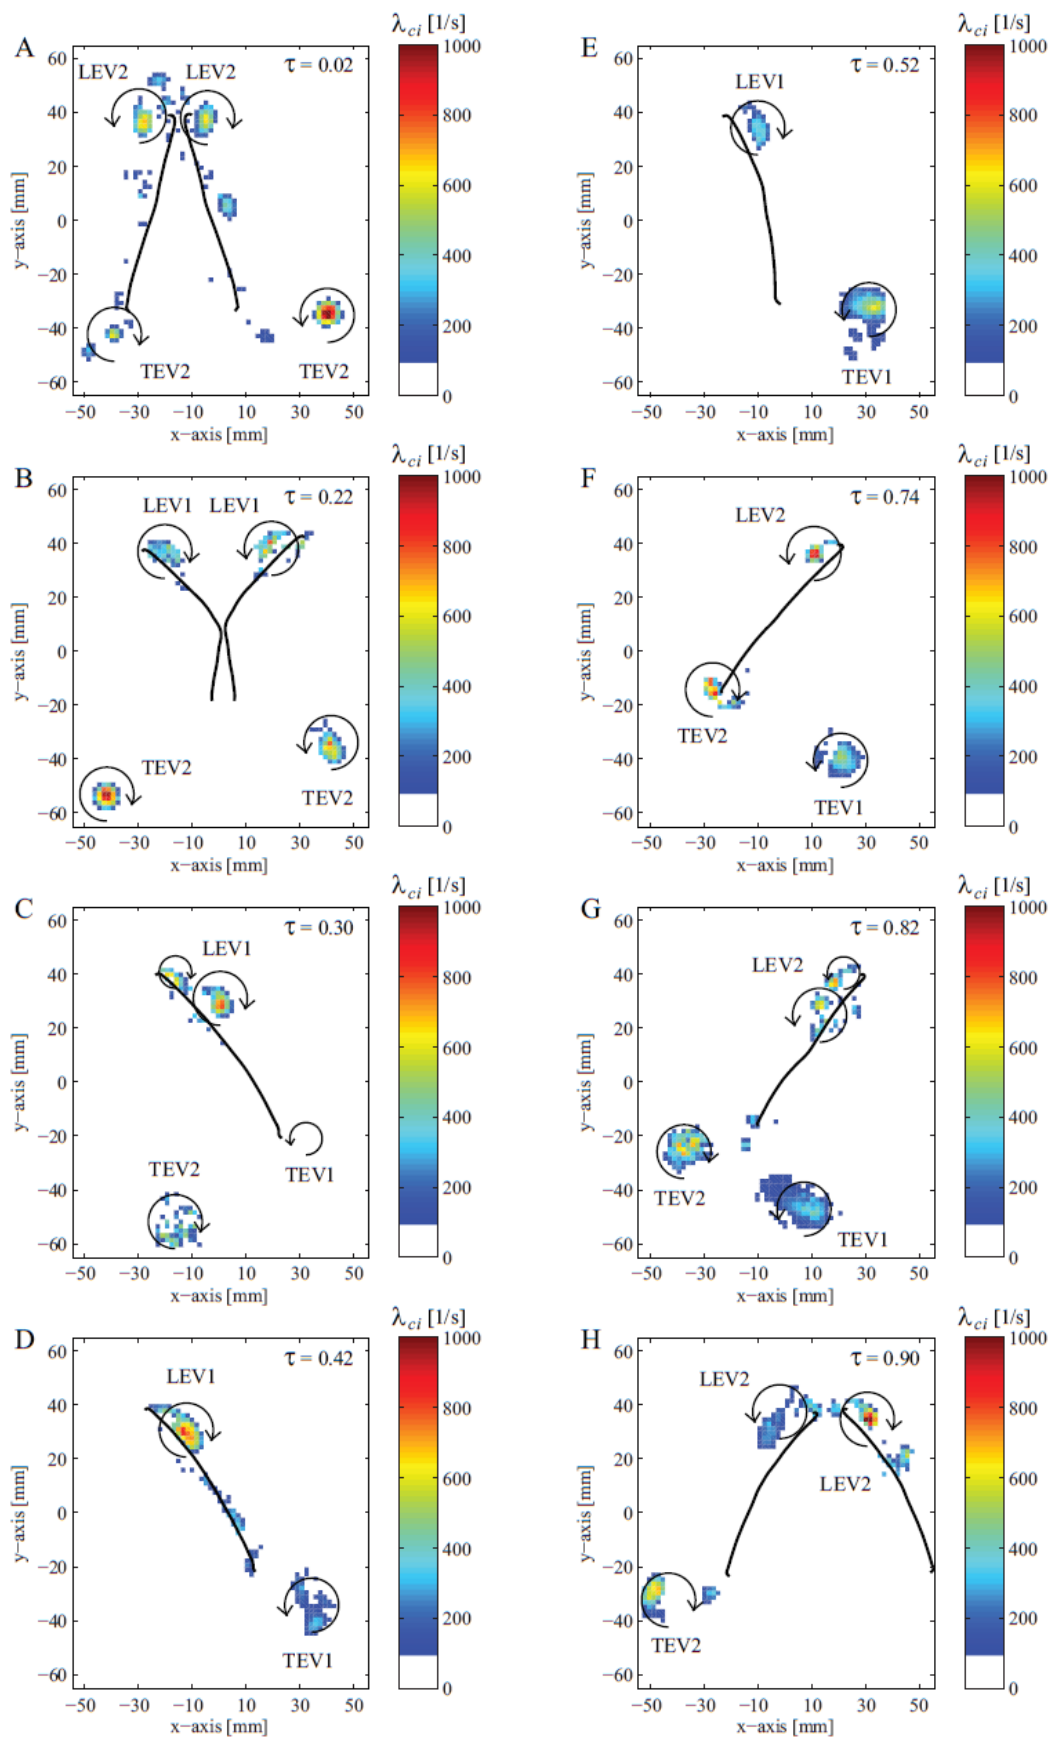 A
LEV2 LEV2
τ = 0.02
TEV2
TEV2
60
40
20
0
−20
−40
−60
−50 −30 −10 10 30 50
x−axis [mm]
y−axis [mm]
λci [1/s]
1000
800
600
400
200
0
B
LEV1 LEV1
τ = 0.22
TEV2
TEV2
60
40
20
0
−20
−40
−60
−50 −30 −10 10 30 50
x−axis [mm]
y−axis [mm]
λci [1/s]
1000
800
600
400
200
0
C
τ = 0.30
LEV1
TEV2
TEV1
60
40
20
0
−20
−40
−60
−50 −30 −10 10 30 50
x−axis [mm]
y−axis [mm]
λci [1/s]
1000
800
600
400
200
0
D
τ = 0.42
LEV1
TEV1
60
40
20
0
−20
−40
−60
−50 −30 −10 10 30 50
x−axis [mm]
y−axis [mm]
λci [1/s]
1000
800
600
400
200
0
E
τ = 0.52
LEV1
TEV1
60
40
20
0
−20
−40
−60
−50 −30 −10 10 30 50
x−axis [mm]
y−axis [mm]
λci [1/s]
1000
800
600
400
200
0
F
τ = 0.74
LEV2
TEV2
TEV1
60
40
20
0
−20
−40
−60
−50 −30 −10 10 30 50
x−axis [mm]
y−axis [mm]
λci [1/s]
1000
800
600
400
200
0
G
τ = 0.82
LEV2
TEV2
TEV1
60
40
20
0
−20
−40
−60
−50 −30 −10 10 30 50
x−axis [mm]
y−axis [mm]
λci [1/s]
1000
800
600
400
200
0
H
τ = 0.90
LEV2
LEV2
TEV2
60
40
20
0
−20
−40
−60
−50 −30 −10 10 30 50
x−axis [mm]
y−axis [mm]
λci [1/s]
1000
800
600
400
200
0